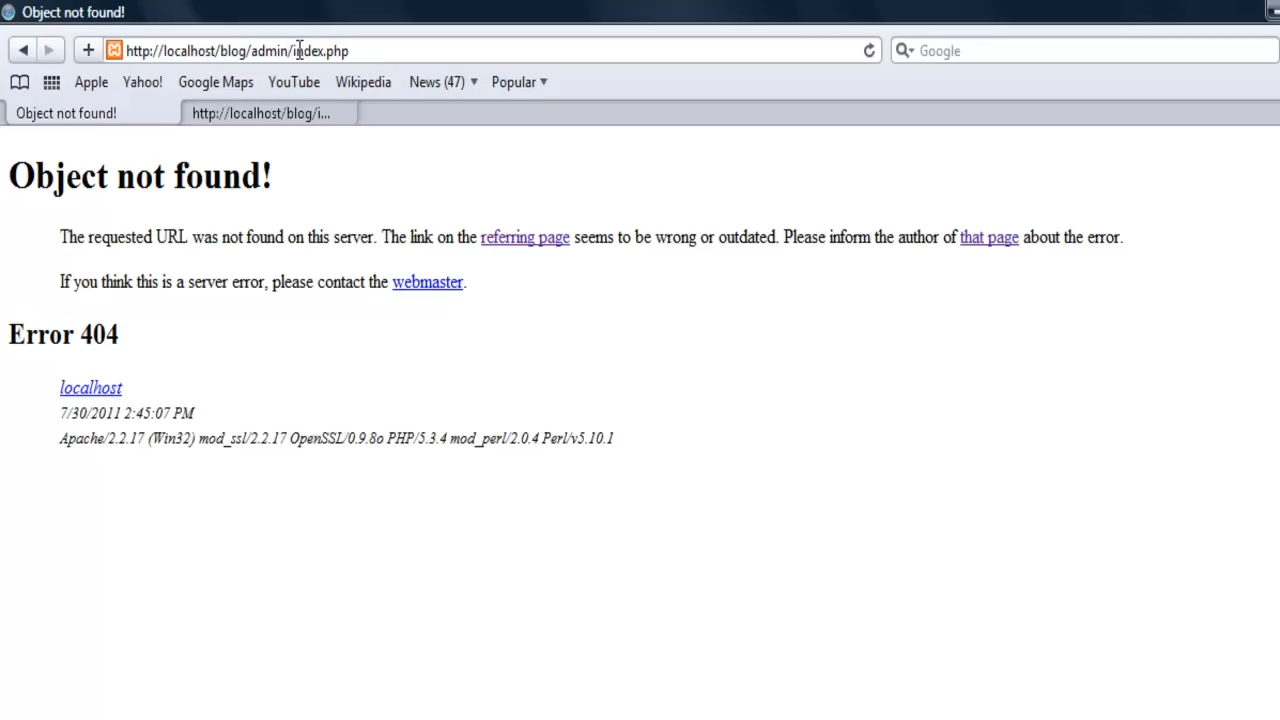 Object not found!
http://localhost/blog/admin/index.php
Google
Apple Yahoo! Google Maps YouTube Wikipedia News (47) Popular
Object not found! http://localhost/blog/i...
Object not found!
The requested URL was not found on this server. The link on the referring page seems to be wrong or outdated. Please inform the author of that page about the error.
If you think this is a server error, please contact the webmaster.
Error 404
localhost
7/30/2011 2:45:07 PM
Apache/2.2.17 (Win32) mod_ssl/2.2.17 OpenSSL/0.9.8o PHP/5.3.4 mod_perl/2.0.4 Perl/v5.10.1